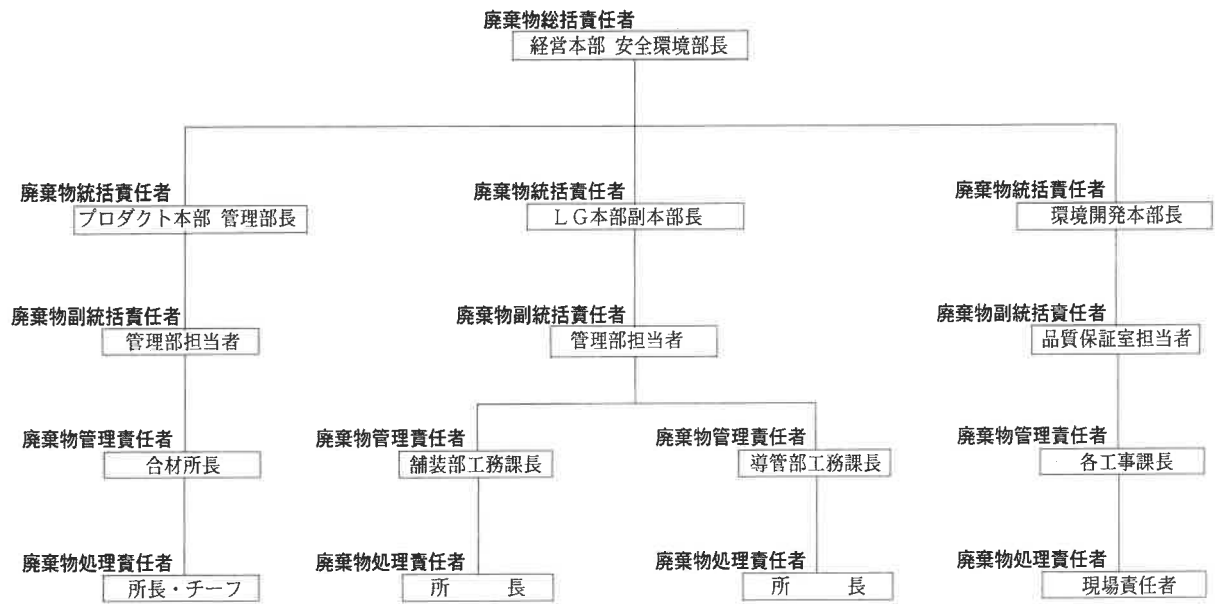 廃棄物総括責任者
経営本部 安全環境部長
廃棄物統括責任者
プロダクト本部 管理部長
廃棄物統括責任者
LG本部副本部長
廃棄物統括責任者
環境開発本部長
廃棄物副統括責任者
管理部担当者
廃棄物副統括責任者
管理部担当者
廃棄物副統括責任者
品質保証室担当者
廃棄物管理責任者
合材所長
廃棄物管理責任者
舗装部工務課長
廃棄物管理責任者
導管部工務課長
廃棄物管理責任者
各工事課長
廃棄物処理責任者
所長・チーフ
廃棄物処理責任者
所　　長
廃棄物処理責任者
所　　長
廃棄物処理責任者
現場責任者